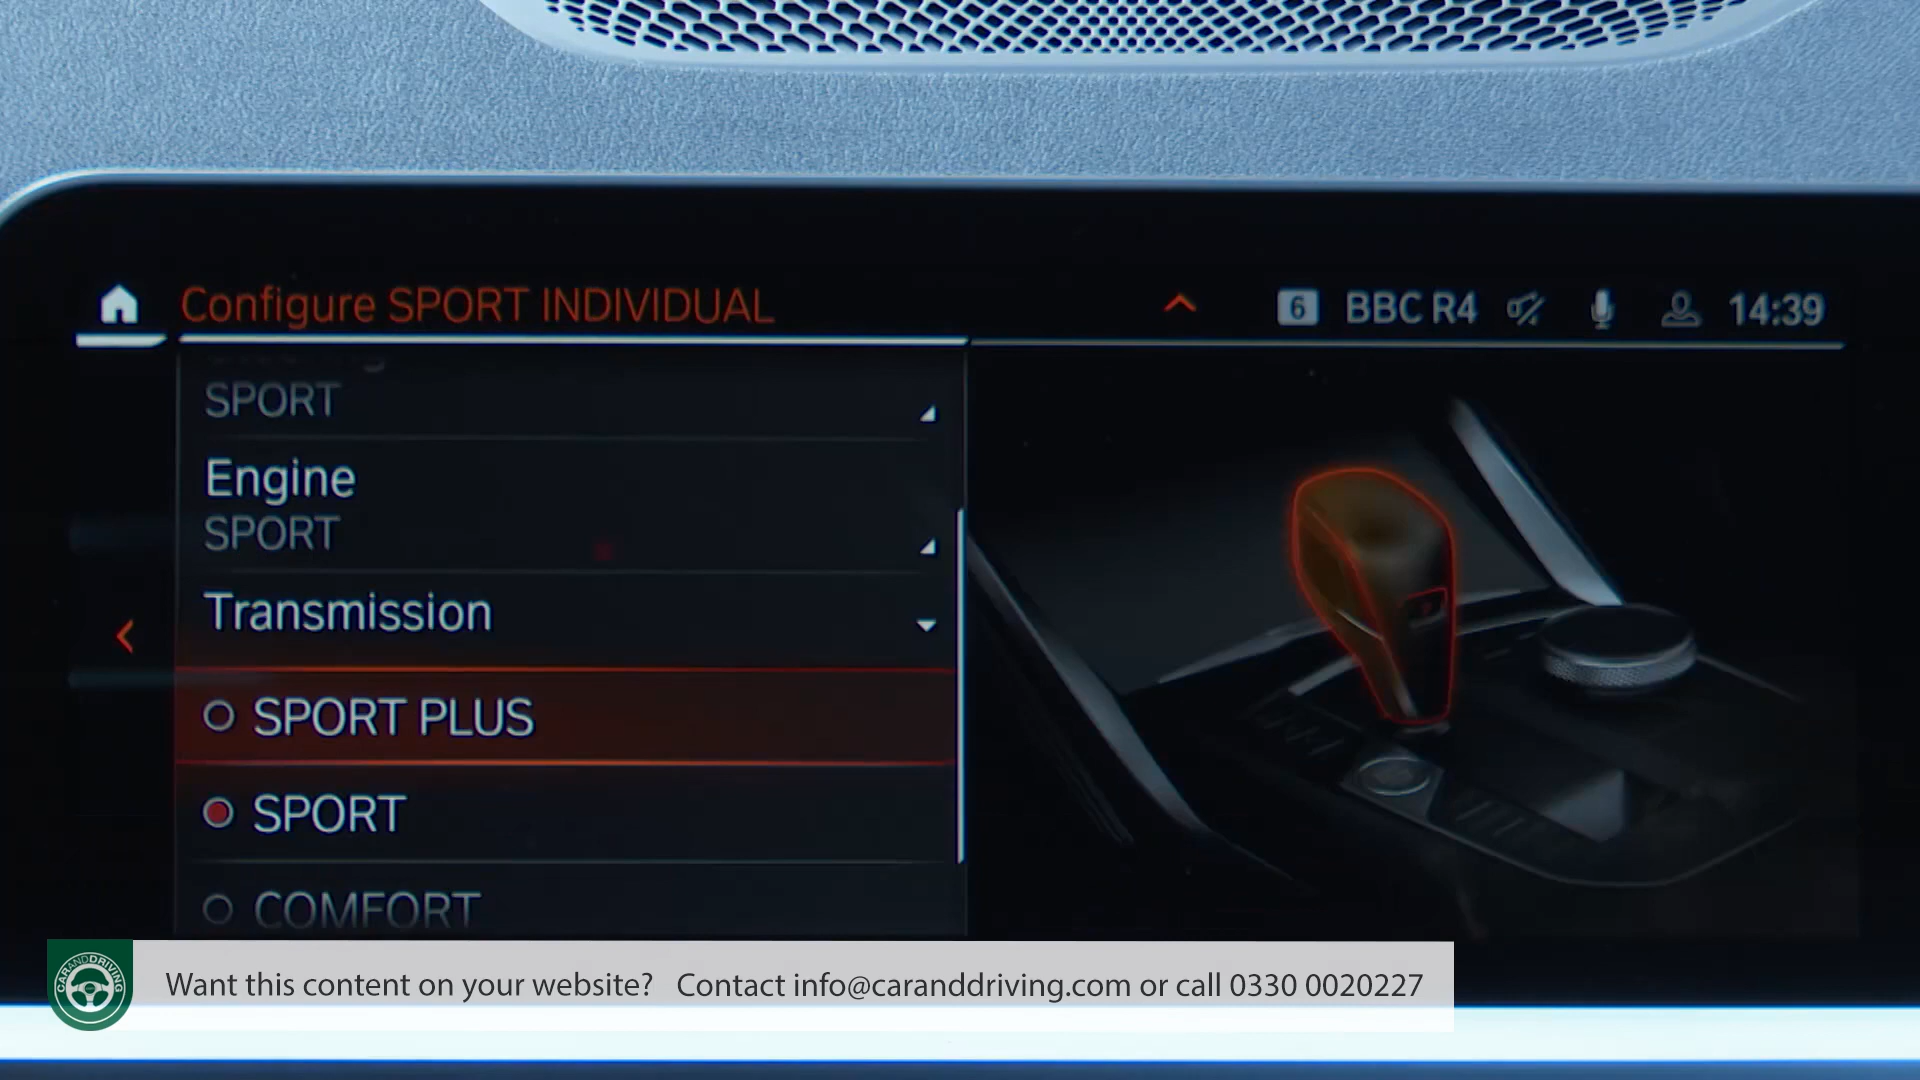 Configure SPORT INDIVIDUAL
6 BBC R4 14:39
SPORT
Engine
SPORT
Transmission
SPORT PLUS
SPORT
COMFORT
CARANDDRIVING
Want this content on your website? Contact info@caranddriving.com or call 0330 0020227